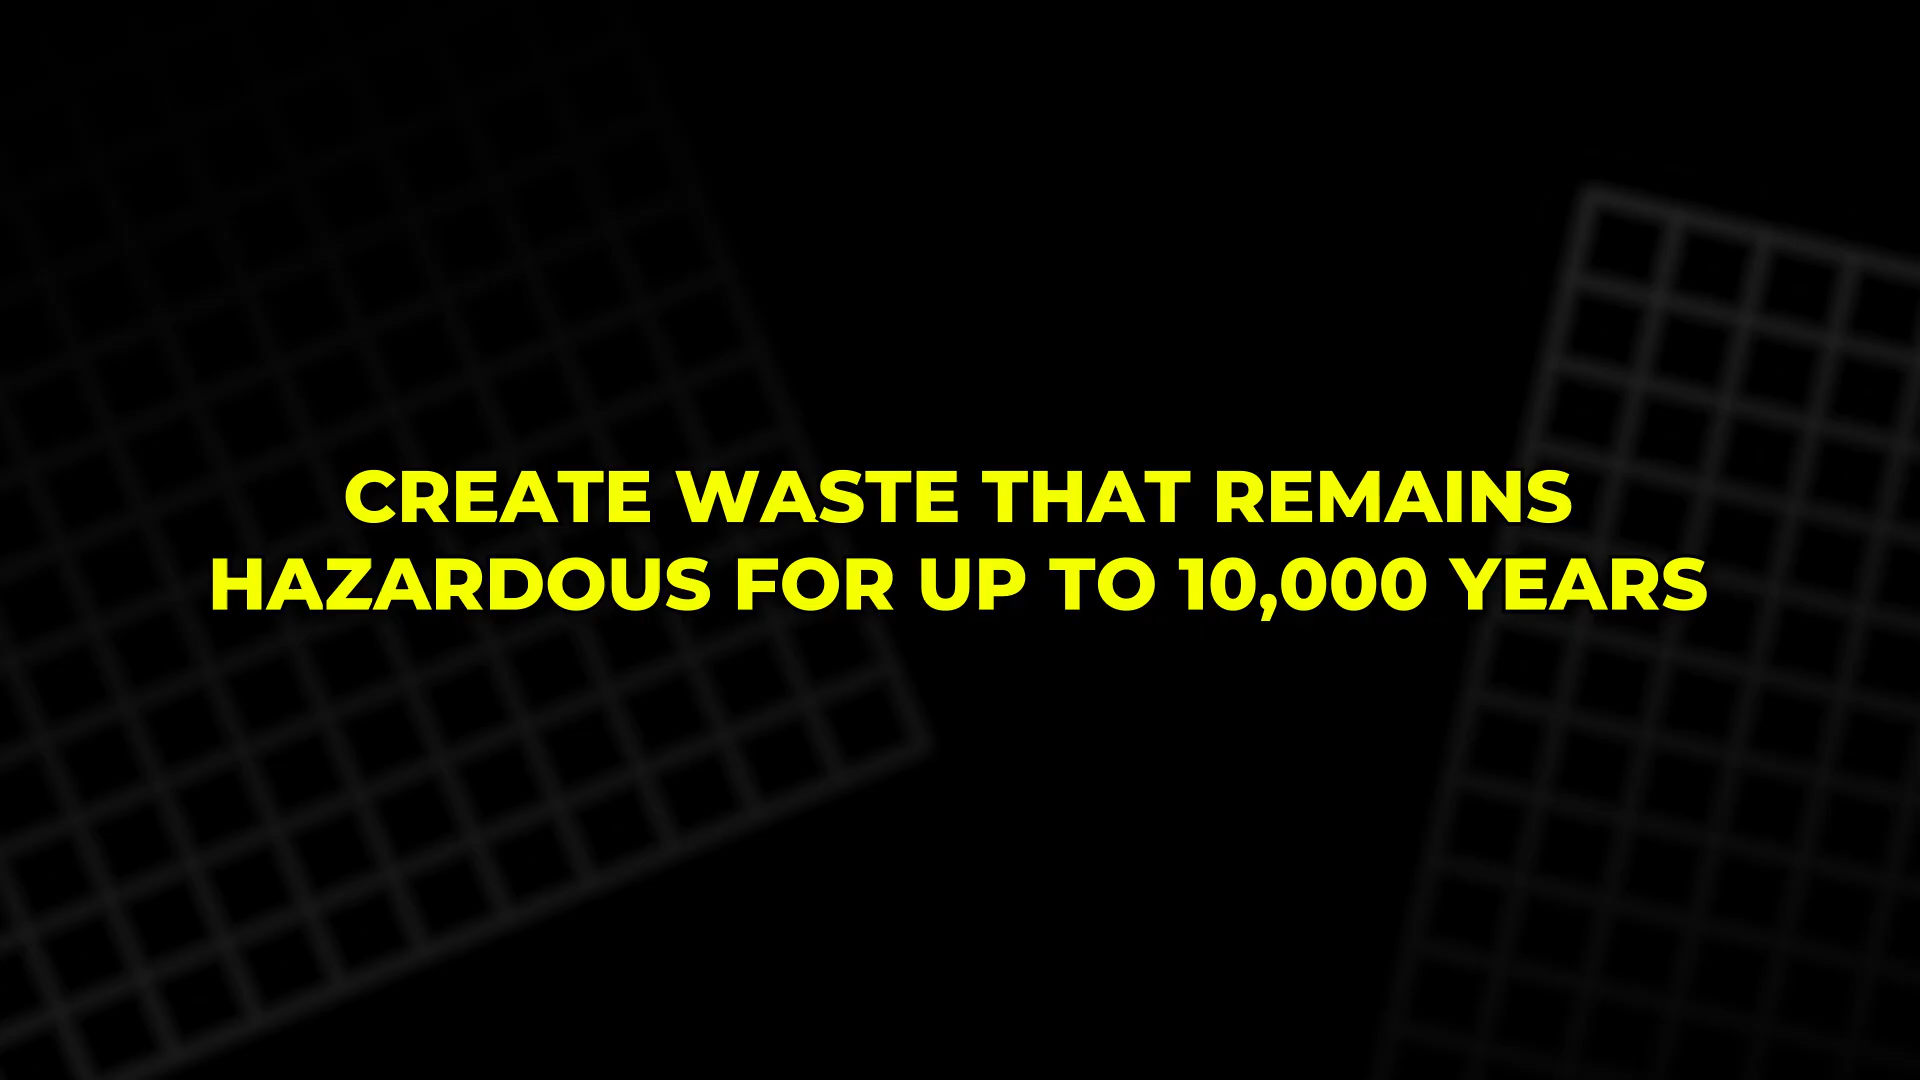 CREATE WASTE THAT REMAINS
HAZARDOUS FOR UP TO 10,000 YEARS